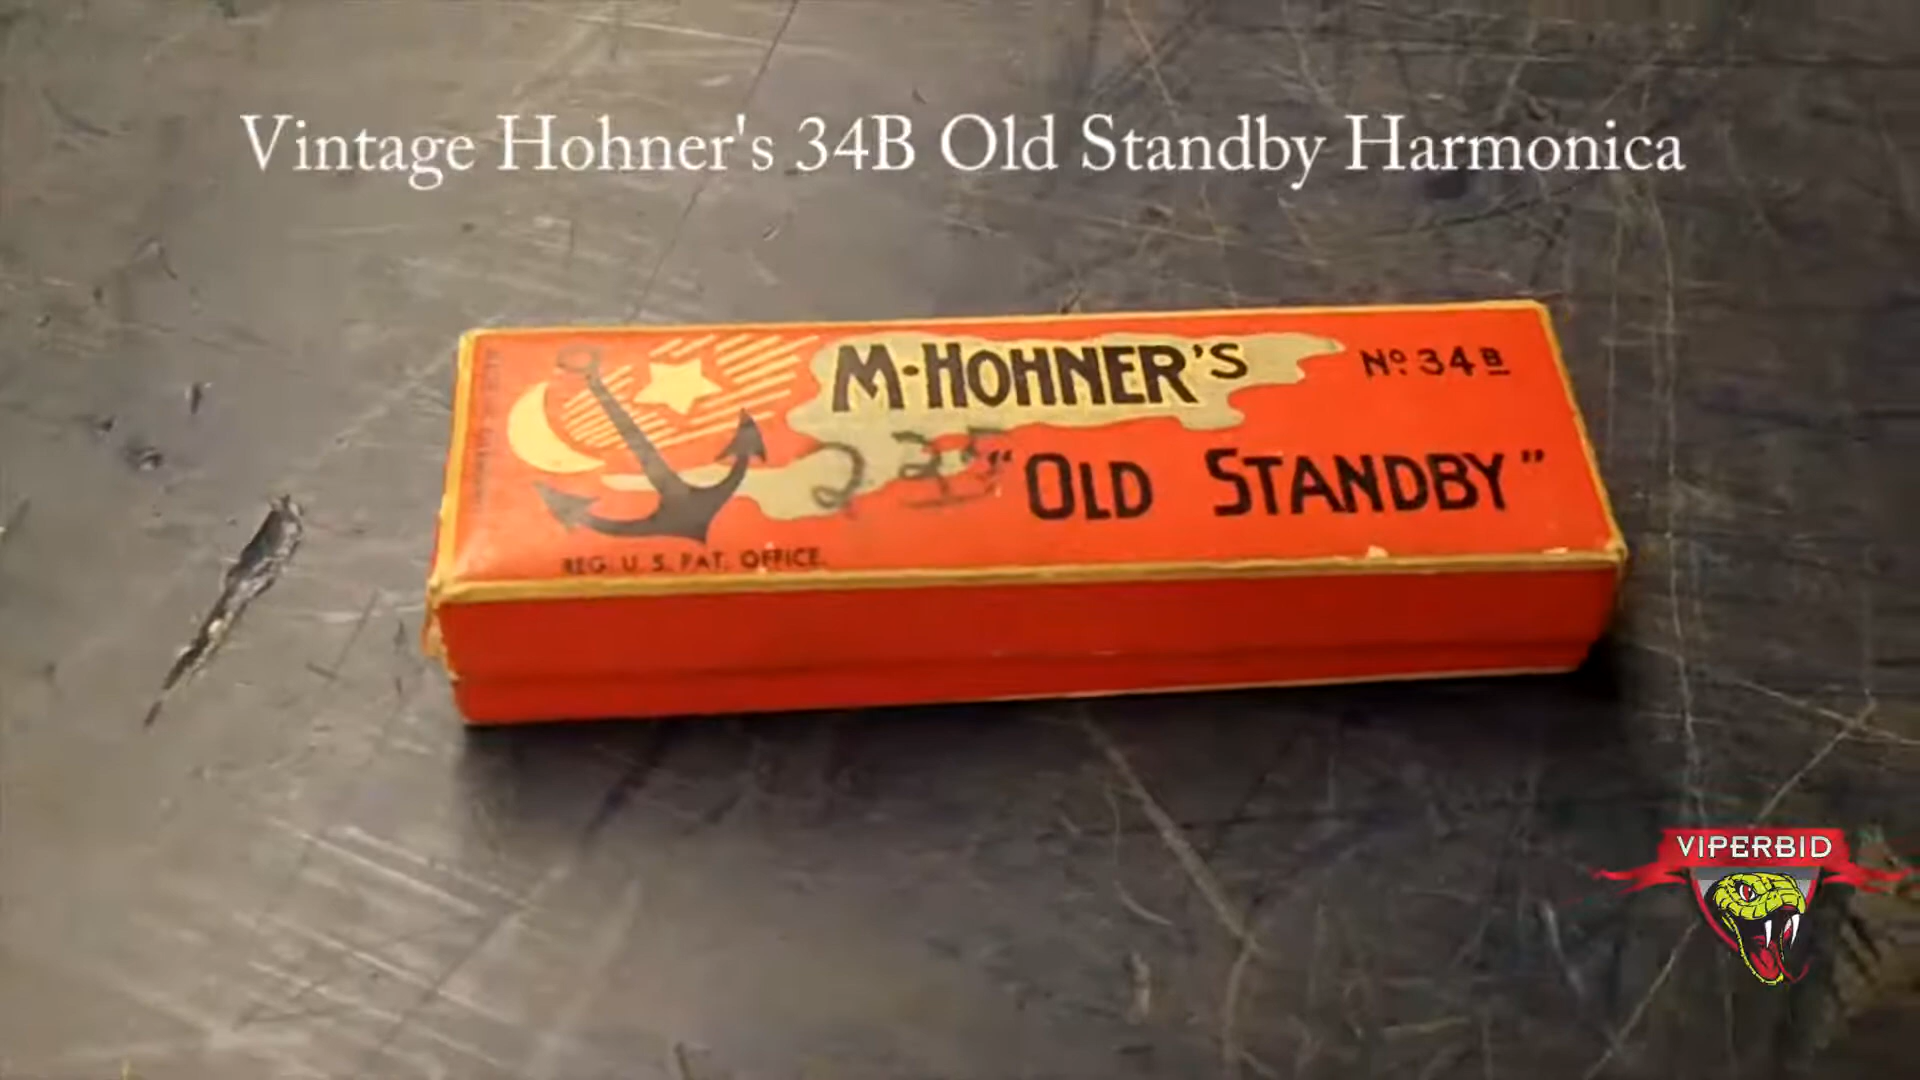 Vintage Hohner's 34B Old Standby Harmonica
M·HOHNER'S
Nº 34B
"OLD STANDBY"
REG. U. S. PAT. OFFICE.
VIPERBID